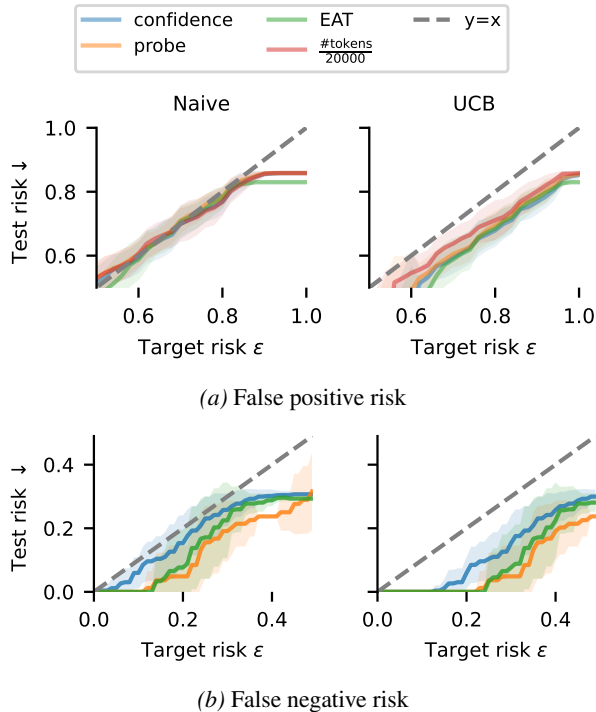 confidence
probe
EAT
#tokens
20000
y=x
Naive
UCB
Test risk ↓
1.0
0.8
0.6
0.6
0.8
1.0
0.6
0.8
1.0
Target risk ε
Target risk ε
(a) False positive risk
Test risk ↓
0.4
0.2
0.0
0.0
0.2
0.4
0.0
0.2
0.4
Target risk ε
Target risk ε
(b) False negative risk